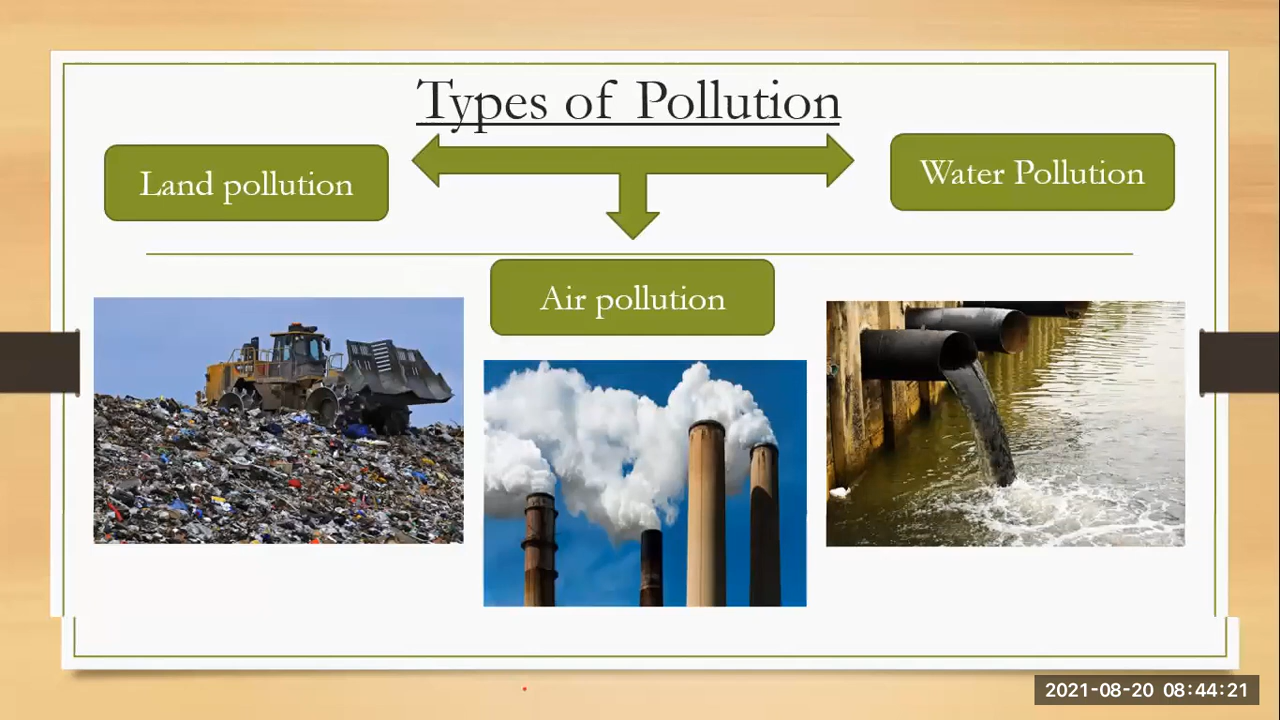 Types of Pollution
Land pollution
Water Pollution
Air pollution
2021-08-20 08:44:21